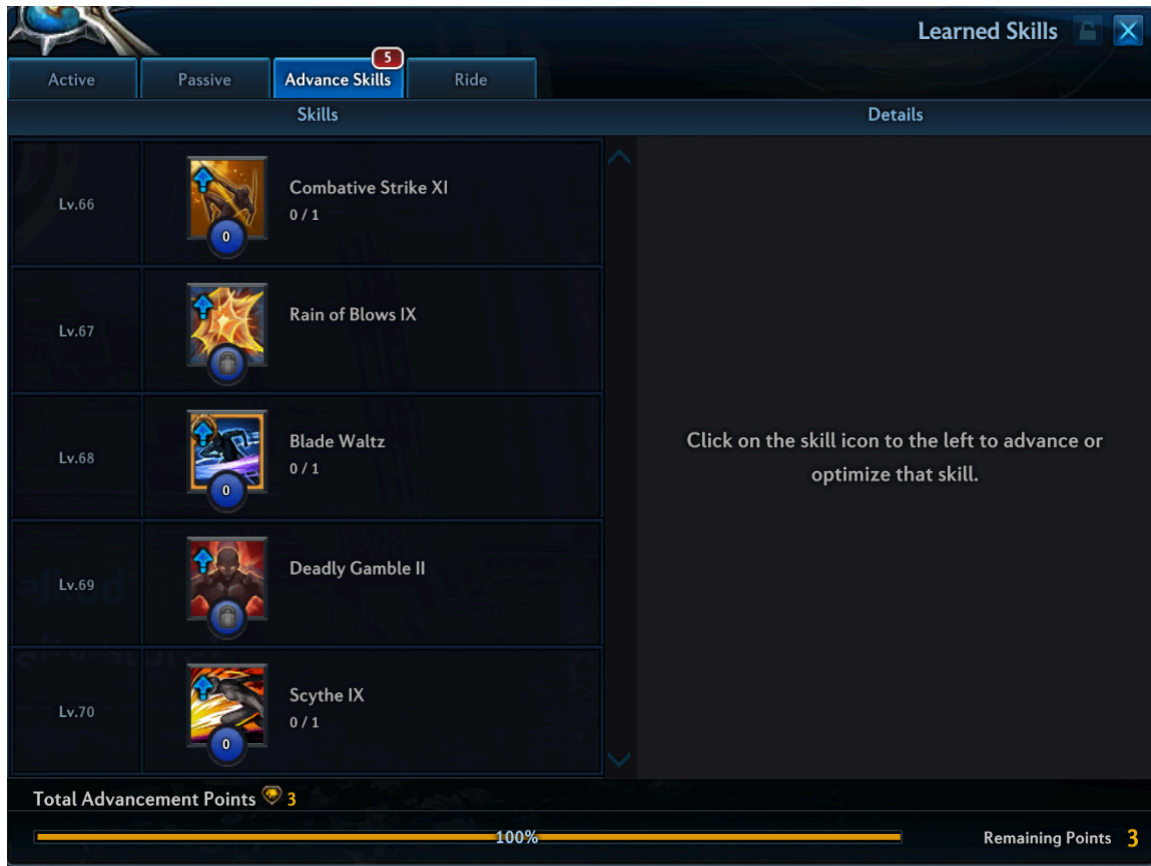 Learned Skills
5
Active
Passive
Advance Skills
Ride
Skills
Details
Lv.66
Combative Strike XI
0 / 1
0
Lv.67
Rain of Blows IX
Lv.68
Blade Waltz
0 / 1
0
Lv.69
Deadly Gamble II
Lv.70
Scythe IX
0 / 1
0
Click on the skill icon to the left to advance or
optimize that skill.
Total Advancement Points 3
100%
Remaining Points 3